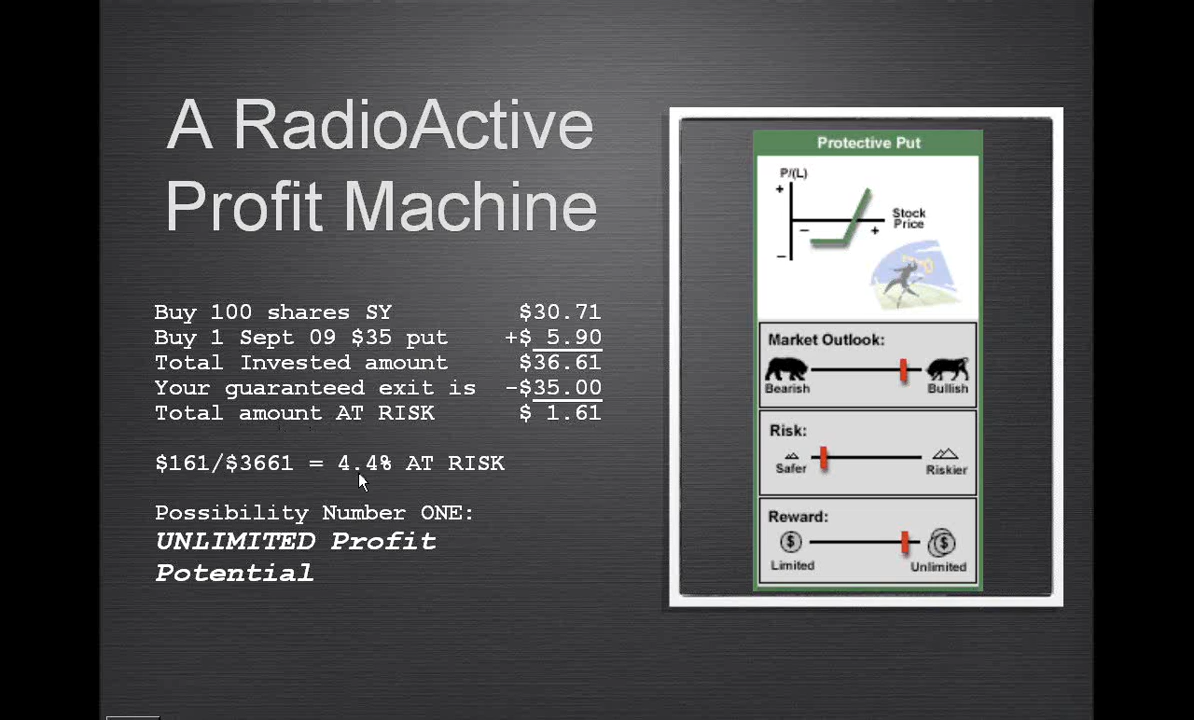 A RadioActive
Profit Machine
Buy 100 shares SY $30.71
Buy 1 Sept 09 $35 put +$ 5.90
Total Invested amount $36.61
Your guaranteed exit is -$35.00
Total amount AT RISK $ 1.61
$161/$3661 = 4.4% AT RISK
Possibility Number ONE:
UNLIMITED Profit
Potential
Protective Put
P/(L)
+
Stock
Price
− +
−
Market Outlook:
Bearish Bullish
Risk:
Safer Riskier
Reward:
$ $
Limited Unlimited